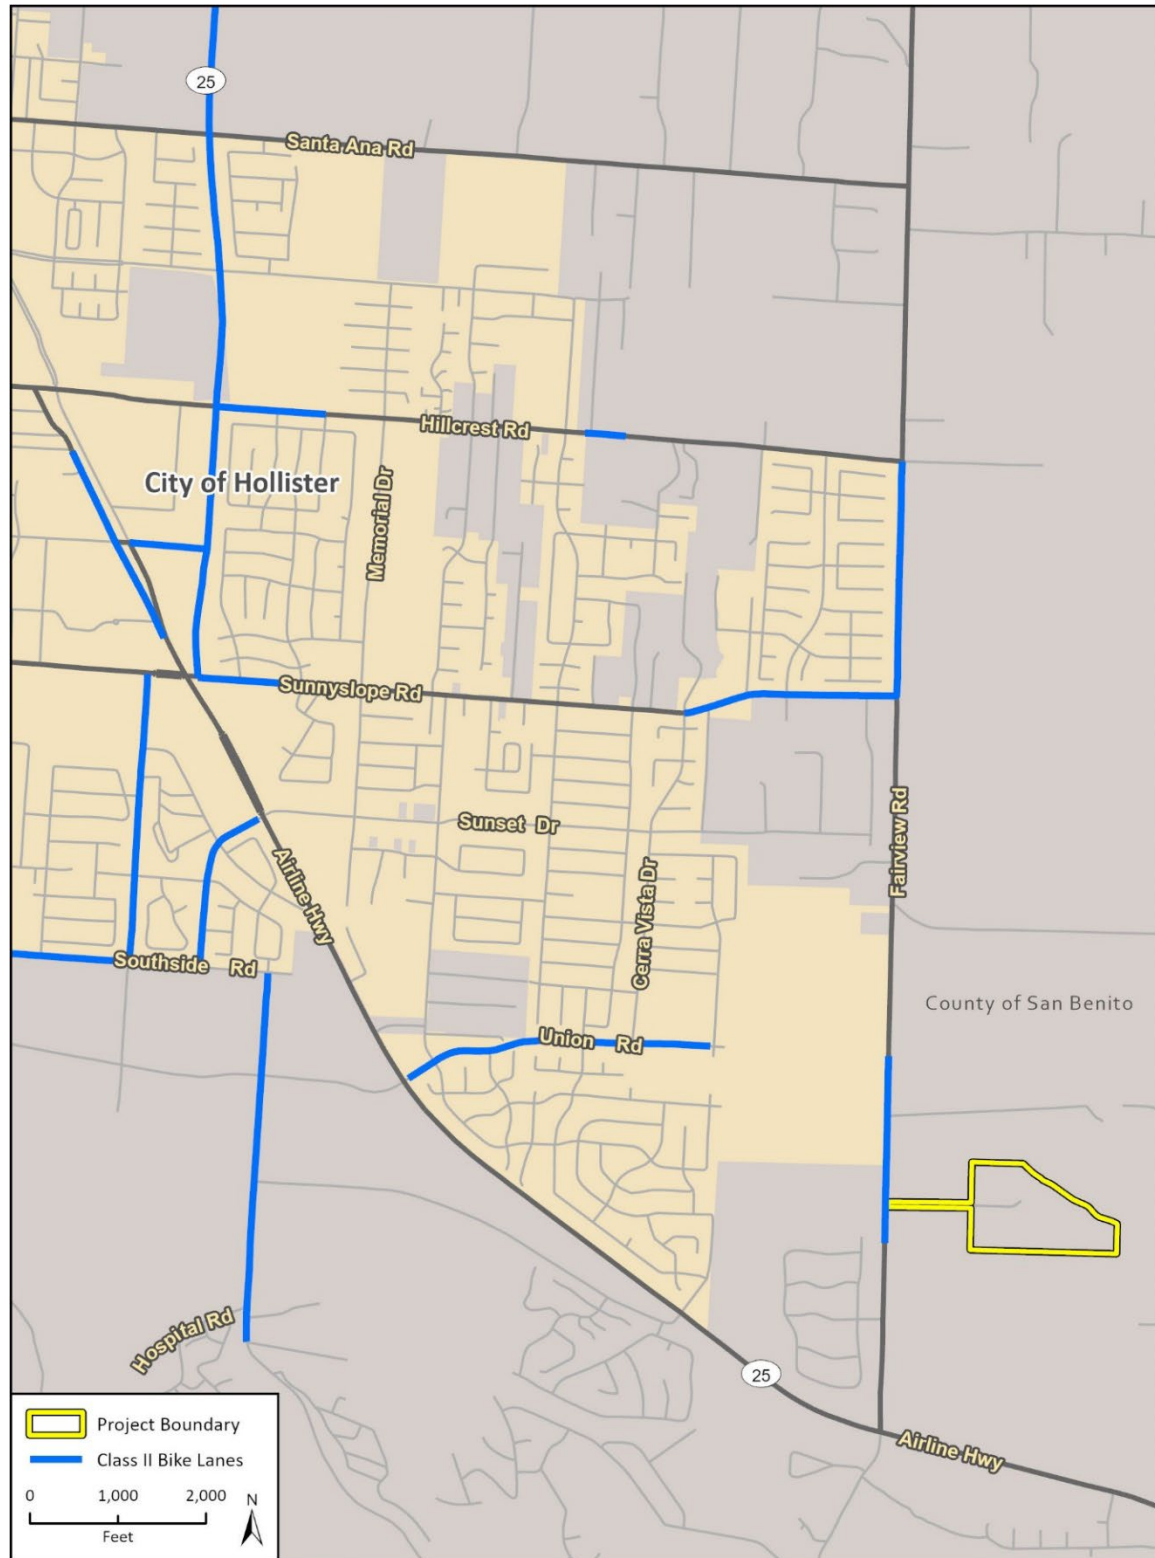 25
Santa Ana Rd
Hillcrest Rd
City of Hollister
Memorial Dr
Sunnyslope Rd
Sunset Dr
Fairview Rd
Airline Hwy
Cerra Vista Dr
Southside Rd
County of San Benito
Union Rd
Hospital Rd
25
Airline Hwy
Project Boundary
Class II Bike Lanes
0 1,000 2,000
Feet
N